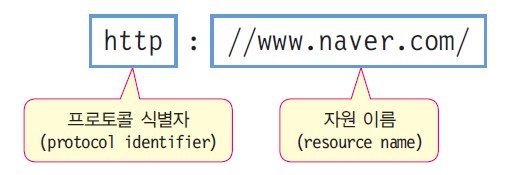 http : //www.naver.com/
프로토콜 식별자
(protocol identifier)
자원 이름
(resource name)